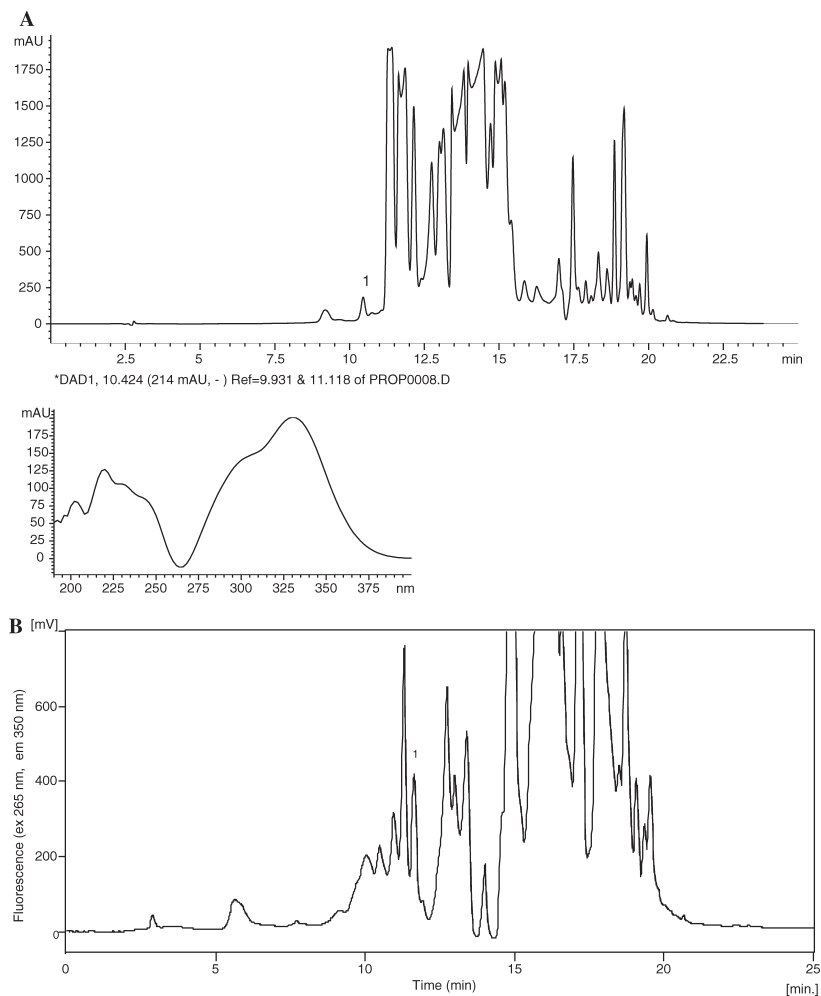 A
mAU
1750
1500
1250
1000
750
500
250
0
1
2.5 5 7.5 10 12.5 15 17.5 20 22.5 min
*DAD1, 10.424 (214 mAU, - ) Ref=9.931 & 11.118 of PROP0008.D
mAU
175
150
125
100
75
50
25
0
200 225 250 275 300 325 350 375 nm
B
[mV]
600
400
200
0
Fluorescence (ex 265 nm, em 350 nm)
1
0 5 10 15 20 25
Time (min)
[min.]